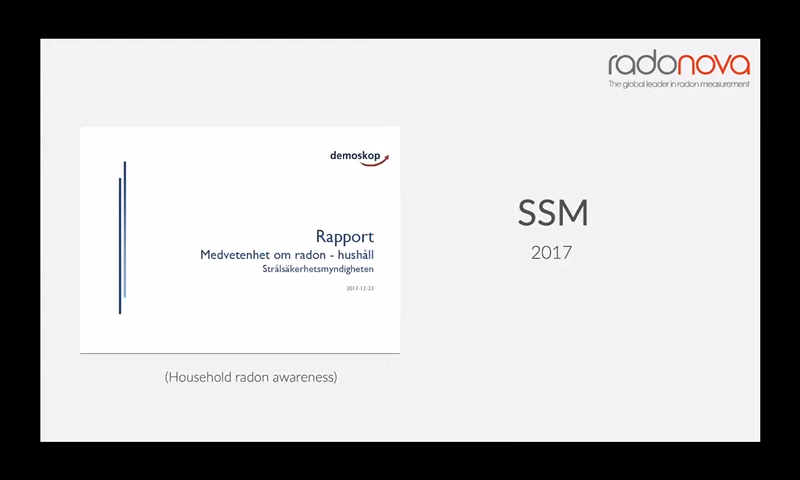 radonova
The global leader in radon measurement
demoskop
Rapport
Medvetenhet om radon - hushåll
Strålsäkerhetsmyndigheten
2017-12-22
(Household radon awareness)
SSM
2017